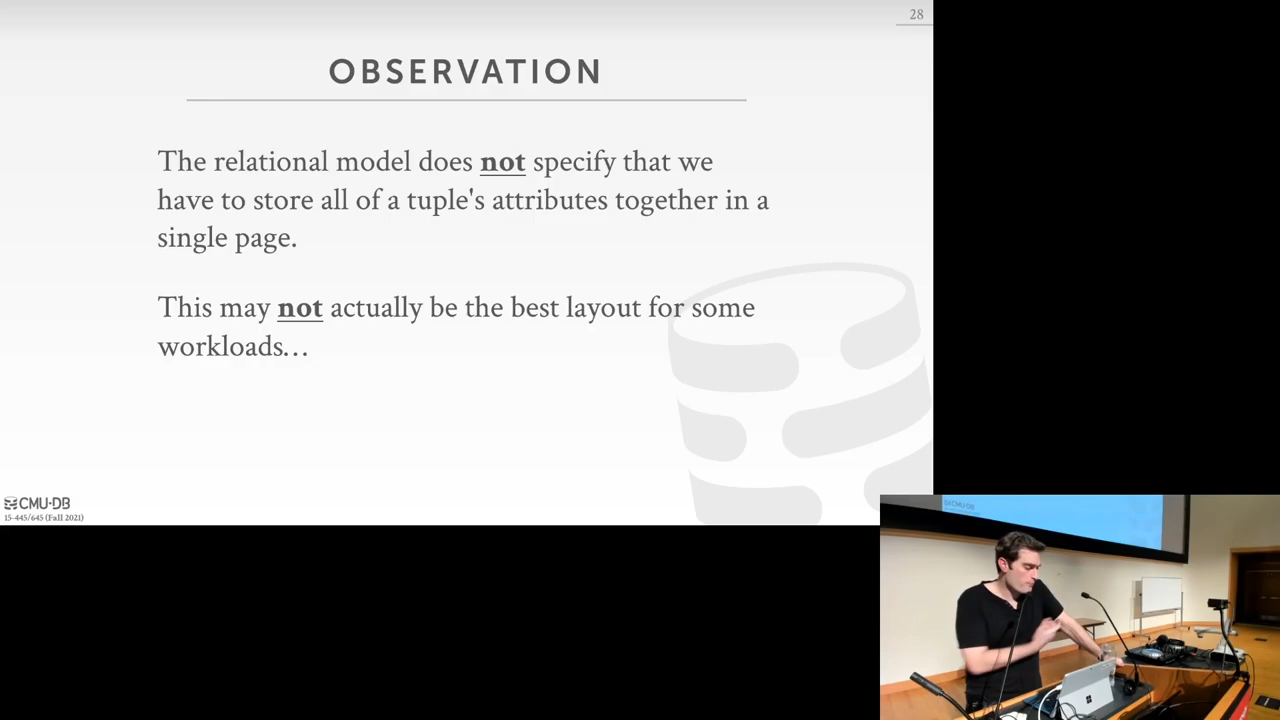 28
OBSERVATION
The relational model does not specify that we
have to store all of a tuple's attributes together in a
single page.
This may not actually be the best layout for some
workloads…
CMU·DB
15-445/645 (Fall 2021)